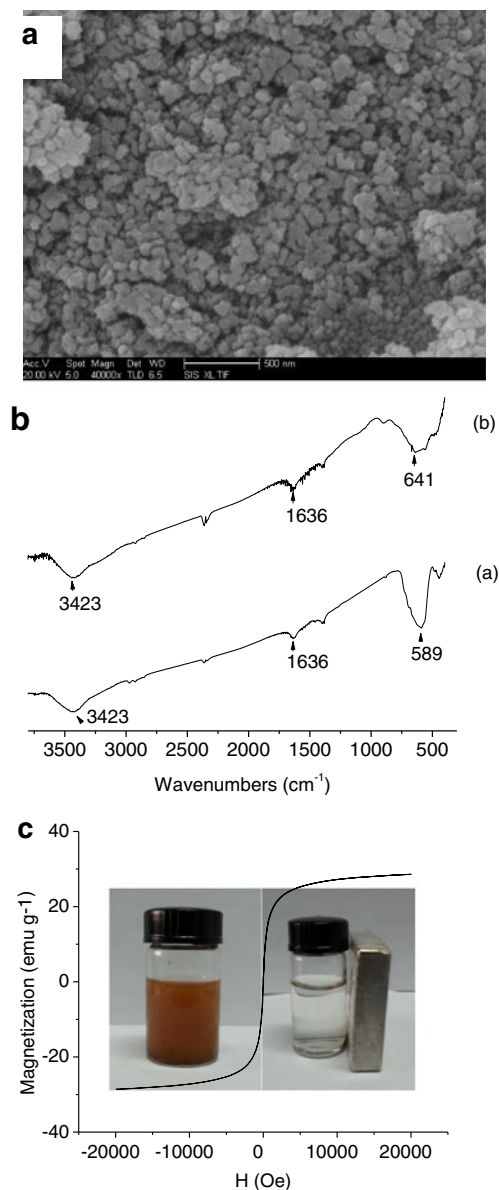 a
Acc.V Spot Magn Det WD 500 nm
20.00 kV 5.0 40000x TLD 6.5 SIS XL.TIF
b
(b)
641
1636
3423
(a)
589
1636
3423
3500 3000 2500 2000 1500 1000 500
Wavenumbers (cm-1)
c
40
20
0
-20
-40
Magnetization (emu g-1)
-20000 -10000 0 10000 20000
H (Oe)